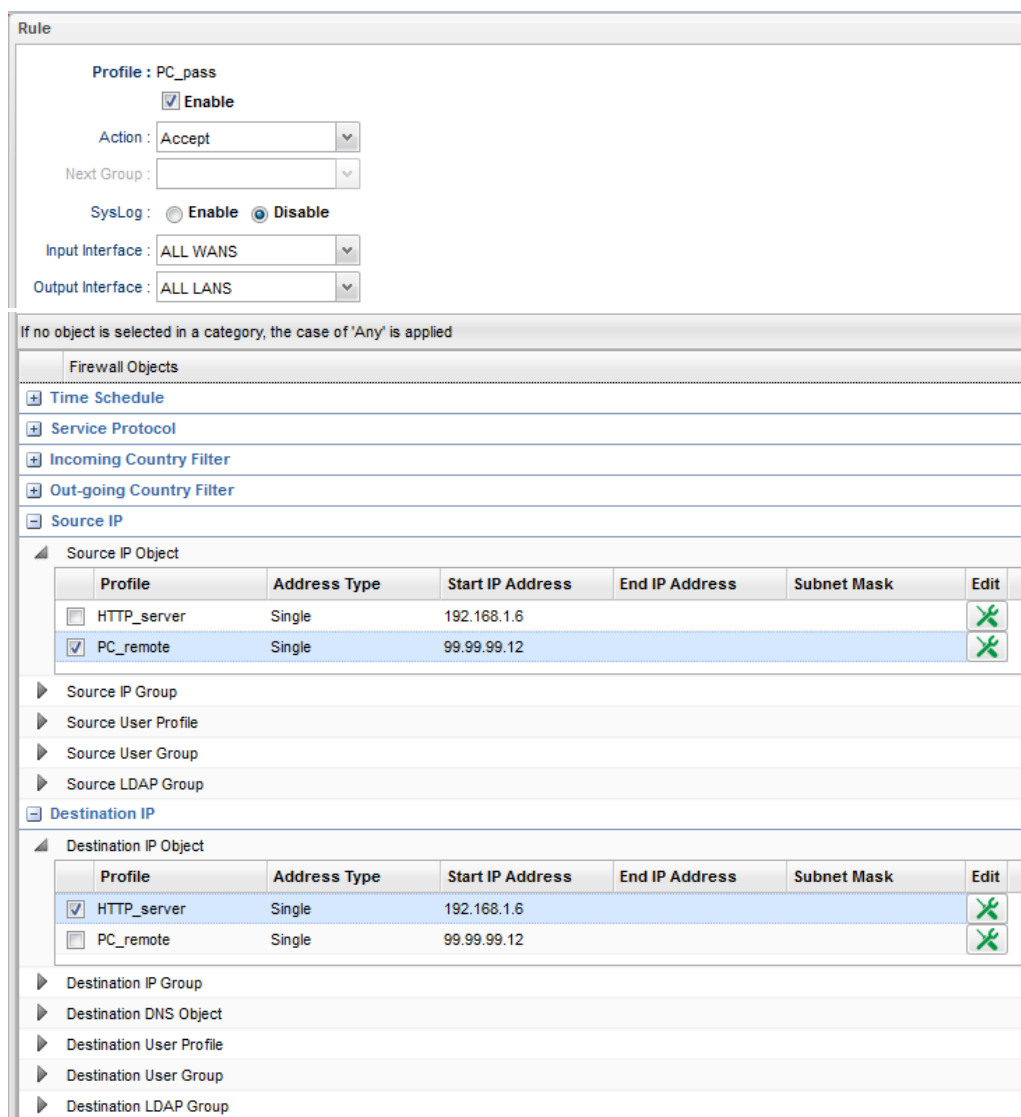 Rule
Profile : PC_pass
Enable
Action : Accept
Next Group :
SysLog : Enable Disable
Input Interface : ALL WANS
Output Interface : ALL LANS
If no object is selected in a category, the case of 'Any' is applied
Firewall Objects
Time Schedule
Service Protocol
Incoming Country Filter
Out-going Country Filter
Source IP
Source IP Object
Profile Address Type Start IP Address End IP Address Subnet Mask Edit
HTTP_server Single 192.168.1.6
PC_remote Single 99.99.99.12
Source IP Group
Source User Profile
Source User Group
Source LDAP Group
Destination IP
Destination IP Object
Profile Address Type Start IP Address End IP Address Subnet Mask Edit
HTTP_server Single 192.168.1.6
PC_remote Single 99.99.99.12
Destination IP Group
Destination DNS Object
Destination User Profile
Destination User Group
Destination LDAP Group